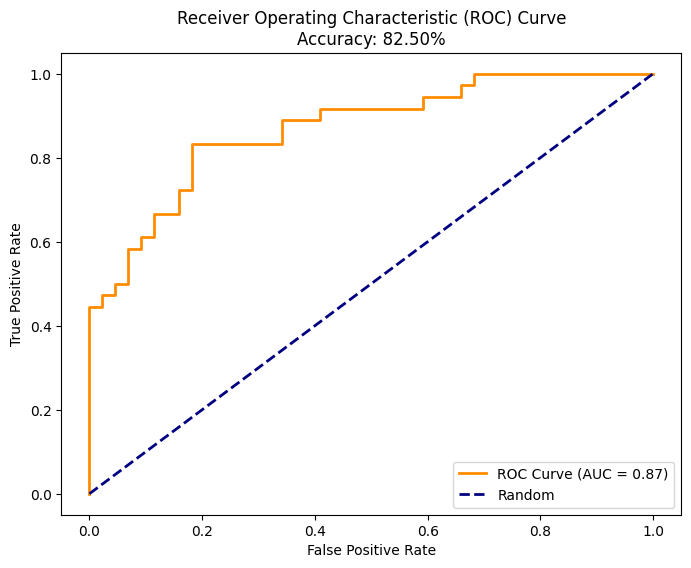 Receiver Operating Characteristic (ROC) Curve
Accuracy: 82.50%
True Positive Rate
1.0
0.8
0.6
0.4
0.2
0.0
0.0 0.2 0.4 0.6 0.8 1.0
False Positive Rate
ROC Curve (AUC = 0.87)
Random